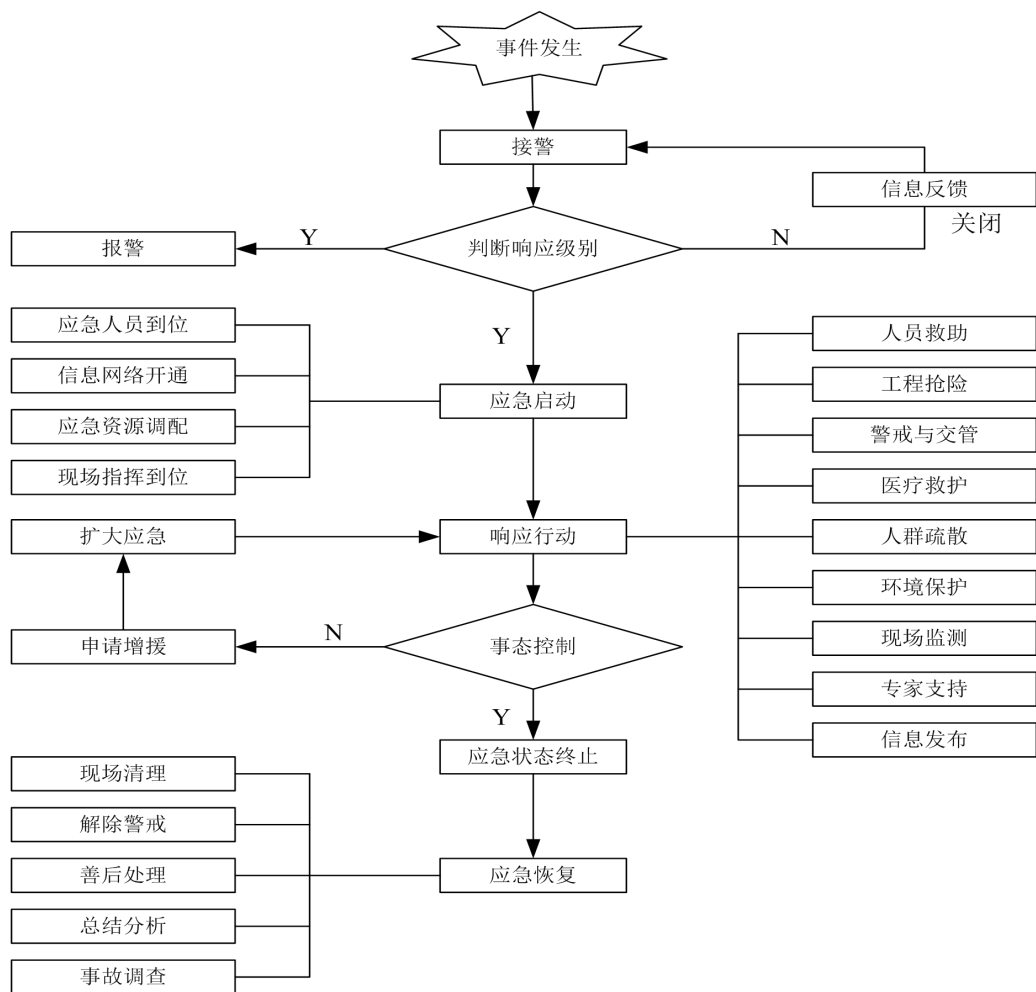 事件发生
接警
信息反馈
关闭
报警
Y
判断响应级别
N
Y
应急人员到位
信息网络开通
应急资源调配
现场指挥到位
应急启动
人员救助
工程抢险
警戒与交管
医疗救护
人群疏散
环境保护
现场监测
专家支持
信息发布
扩大应急
响应行动
申请增援
N
事态控制
Y
应急状态终止
现场清理
解除警戒
善后处理
总结分析
事故调查
应急恢复